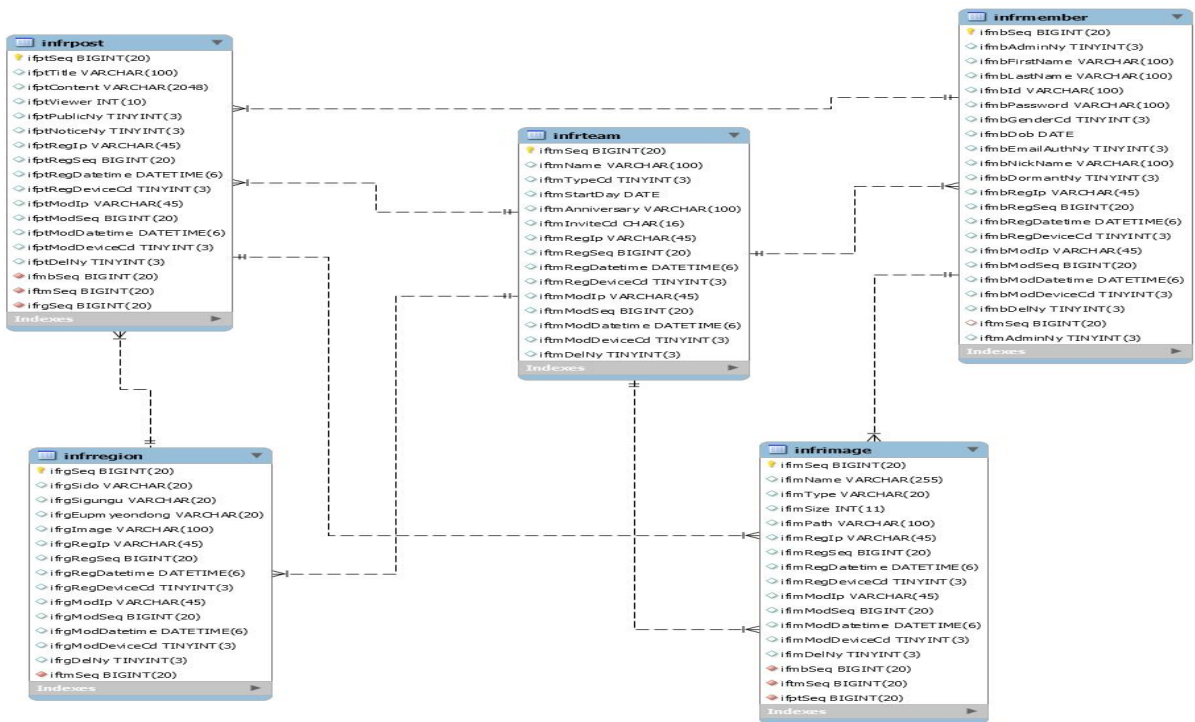 infrpost
ifptSeq BIGINT(20)
ifptTitle VARCHAR(100)
ifptContent VARCHAR(2048)
ifptViewer INT(10)
ifptPublicNy TINYINT(3)
ifptNoticeNy TINYINT(3)
ifptRegIp VARCHAR(45)
ifptRegSeq BIGINT(20)
ifptRegDatetime DATETIME(6)
ifptRegDeviceCd TINYINT(3)
ifptModIp VARCHAR(45)
ifptModSeq BIGINT(20)
ifptModDatetime DATETIME(6)
ifptModDeviceCd TINYINT(3)
ifptDelNy TINYINT(3)
ifmbSeq BIGINT(20)
iftmSeq BIGINT(20)
ifrgSeq BIGINT(20)
Indexes
infrteam
iftmSeq BIGINT(20)
iftmName VARCHAR(100)
iftmTypeCd TINYINT(3)
iftmStartDay DATE
iftmAnniversary VARCHAR(100)
iftmInviteCd CHAR(16)
iftmRegIp VARCHAR(45)
iftmRegSeq BIGINT(20)
iftmRegDatetime DATETIME(6)
iftmRegDeviceCd TINYINT(3)
iftmModIp VARCHAR(45)
iftmModSeq BIGINT(20)
iftmModDatetime DATETIME(6)
iftmModDeviceCd TINYINT(3)
iftmDelNy TINYINT(3)
Indexes
infrmember
ifmbSeq BIGINT(20)
ifmbAdminNy TINYINT(3)
ifmbFirstName VARCHAR(100)
ifmbLastName VARCHAR(100)
ifmbId VARCHAR(100)
ifmbPassword VARCHAR(100)
ifmbGenderCd TINYINT(3)
ifmbDob DATE
ifmbEmailAuthNy TINYINT(3)
ifmbNickName VARCHAR(100)
ifmbDormantNy TINYINT(3)
ifmbRegIp VARCHAR(45)
ifmbRegSeq BIGINT(20)
ifmbRegDatetime DATETIME(6)
ifmbRegDeviceCd TINYINT(3)
ifmbModIp VARCHAR(45)
ifmbModSeq BIGINT(20)
ifmbModDatetime DATETIME(6)
ifmbModDeviceCd TINYINT(3)
ifmbDelNy TINYINT(3)
iftmSeq BIGINT(20)
iftmAdminNy TINYINT(3)
Indexes
infrregion
ifrgSeq BIGINT(20)
ifrgSido VARCHAR(20)
ifrgSigungu VARCHAR(20)
ifrgEupmyeondong VARCHAR(20)
ifrgImage VARCHAR(100)
ifrgRegIp VARCHAR(45)
ifrgRegSeq BIGINT(20)
ifrgRegDatetime DATETIME(6)
ifrgRegDeviceCd TINYINT(3)
ifrgModIp VARCHAR(45)
ifrgModSeq BIGINT(20)
ifrgModDatetime DATETIME(6)
ifrgModDeviceCd TINYINT(3)
ifrgDelNy TINYINT(3)
iftmSeq BIGINT(20)
Indexes
infrimage
ifimSeq BIGINT(20)
ifimName VARCHAR(255)
ifimType VARCHAR(20)
ifimSize INT(11)
ifimPath VARCHAR(100)
ifimRegIp VARCHAR(45)
ifimRegSeq BIGINT(20)
ifimRegDatetime DATETIME(6)
ifimRegDeviceCd TINYINT(3)
ifimModIp VARCHAR(45)
ifimModSeq BIGINT(20)
ifimModDatetime DATETIME(6)
ifimModDeviceCd TINYINT(3)
ifimDelNy TINYINT(3)
ifmbSeq BIGINT(20)
iftmSeq BIGINT(20)
ifptSeq BIGINT(20)
Indexes